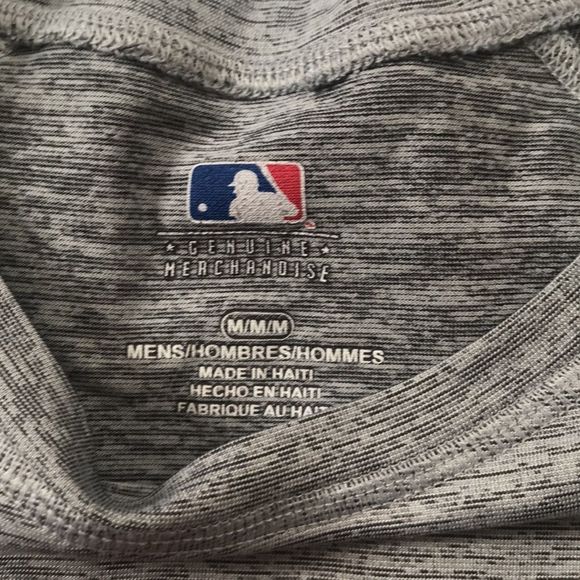 GENUINE
MERCHANDISE
M/M/M
MENS/HOMBRES/HOMMES
MADE IN HAITI
HECHO EN HAITI
FABRIQUE AU HAITI